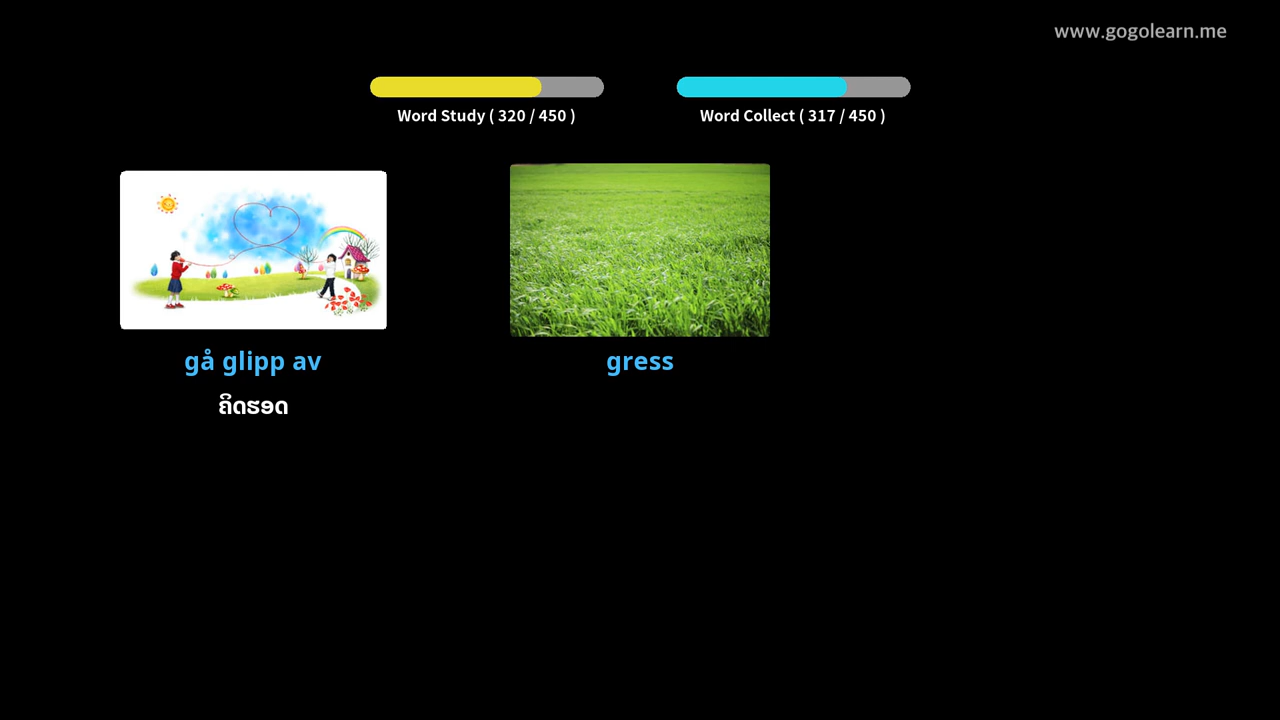 www.gogolearn.me
Word Study ( 320 / 450 )
Word Collect ( 317 / 450 )
gå glipp av
gress
ຄິດຮອດ